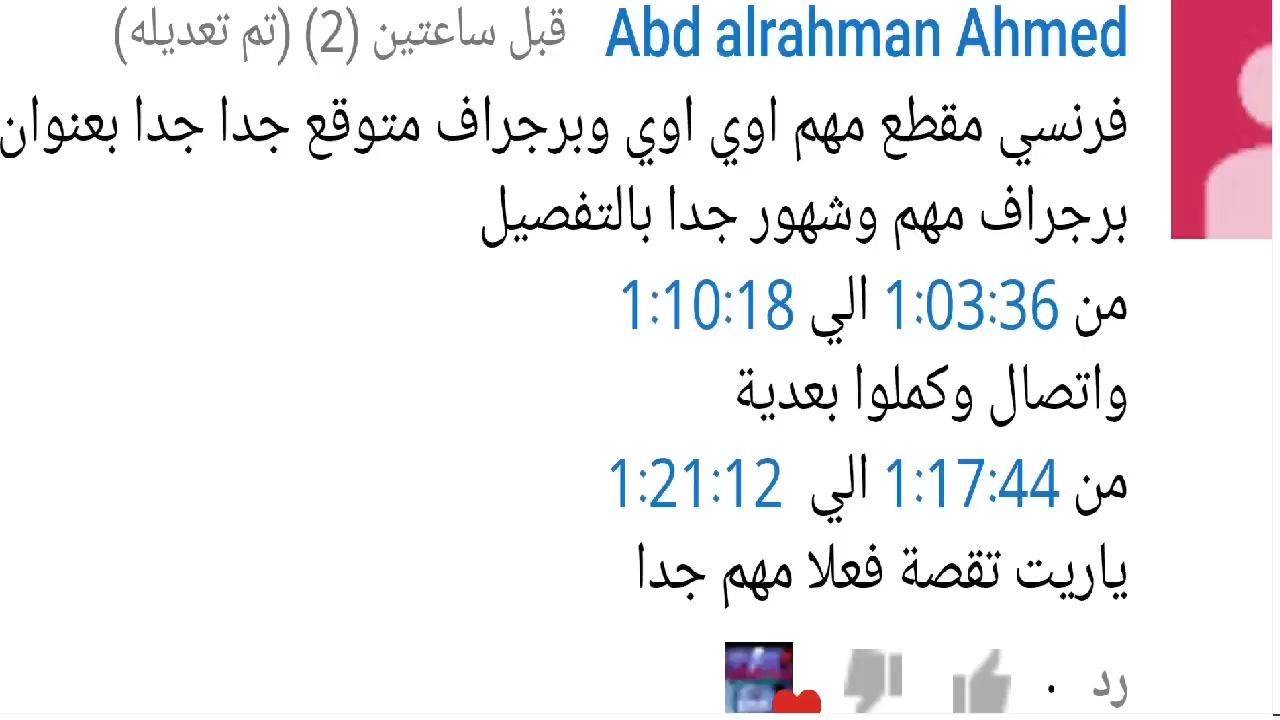 Abd alrahman Ahmed قبل ساعتين (2) (تم تعديله)
فرنسي مقطع مهم اوي اوي وبرجراف متوقع جدا جدا بعنوان
برجراف مهم وشهور جدا بالتفصيل
من 1:03:36 الي 1:10:18
واتصال وكملوا بعدية
من 1:17:44 الي 1:21:12
ياريت تقصة فعلا مهم جدا
رد